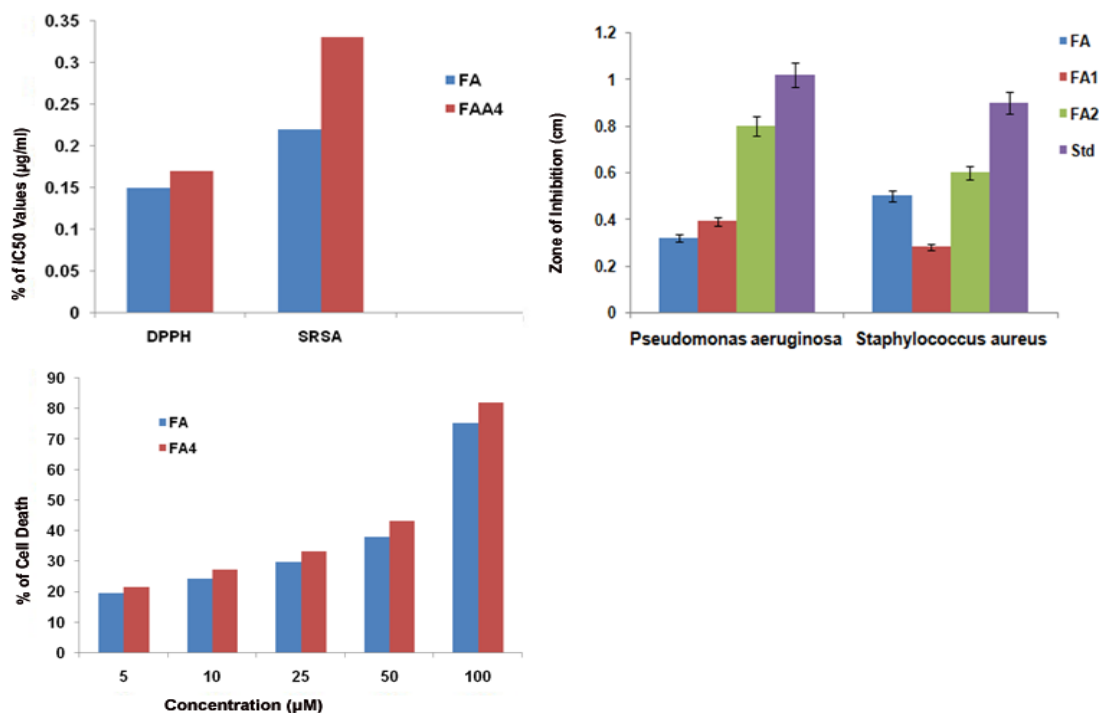 % of IC50 Values (µg/ml)
0.35
0.3
0.25
0.2
0.15
0.1
0.05
0
DPPH SRSA
FA
FAA4
Zone of Inhibition (cm)
1.2
1
0.8
0.6
0.4
0.2
0
Pseudomonas aeruginosa Staphylococcus aureus
FA
FA1
FA2
Std
% of Cell Death
90
80
70
60
50
40
30
20
10
0
FA
FA4
5 10 25 50 100
Concentration (µM)